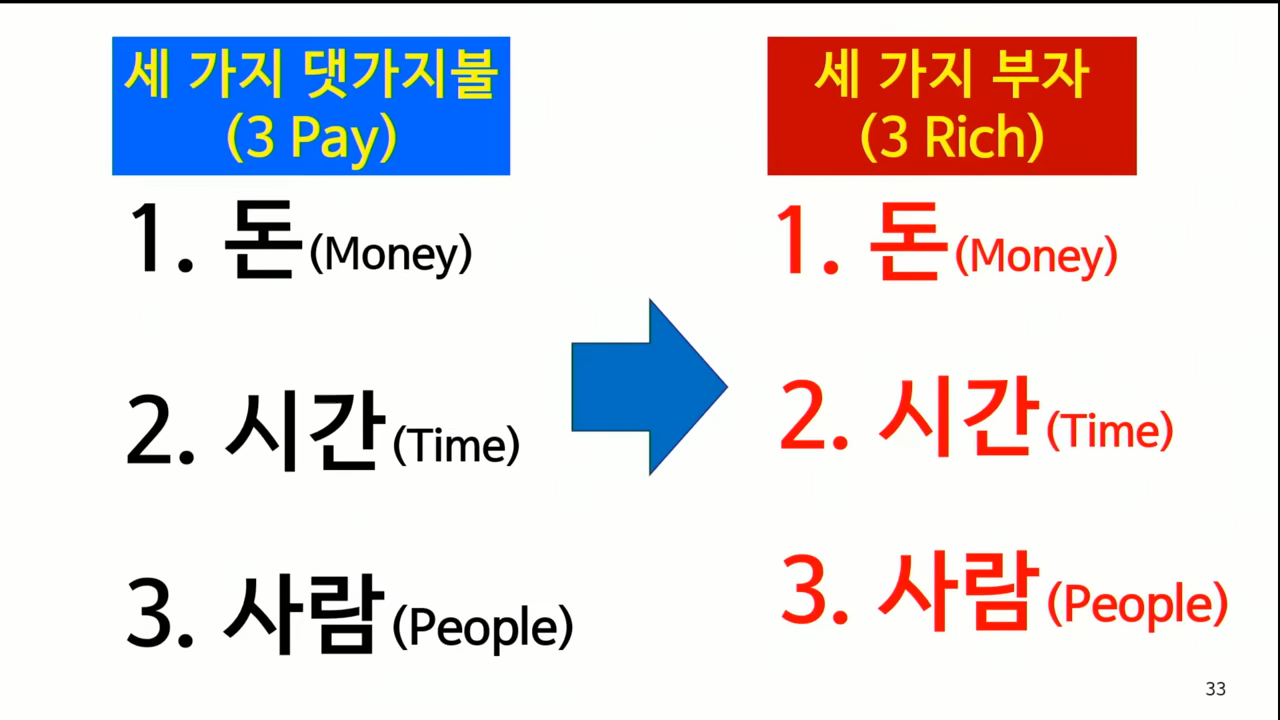 세 가지 댓가지불
(3 Pay)
1. 돈(Money)
2. 시간(Time)
3. 사람(People)
세 가지 부자
(3 Rich)
1. 돈(Money)
2. 시간(Time)
3. 사람(People)
33